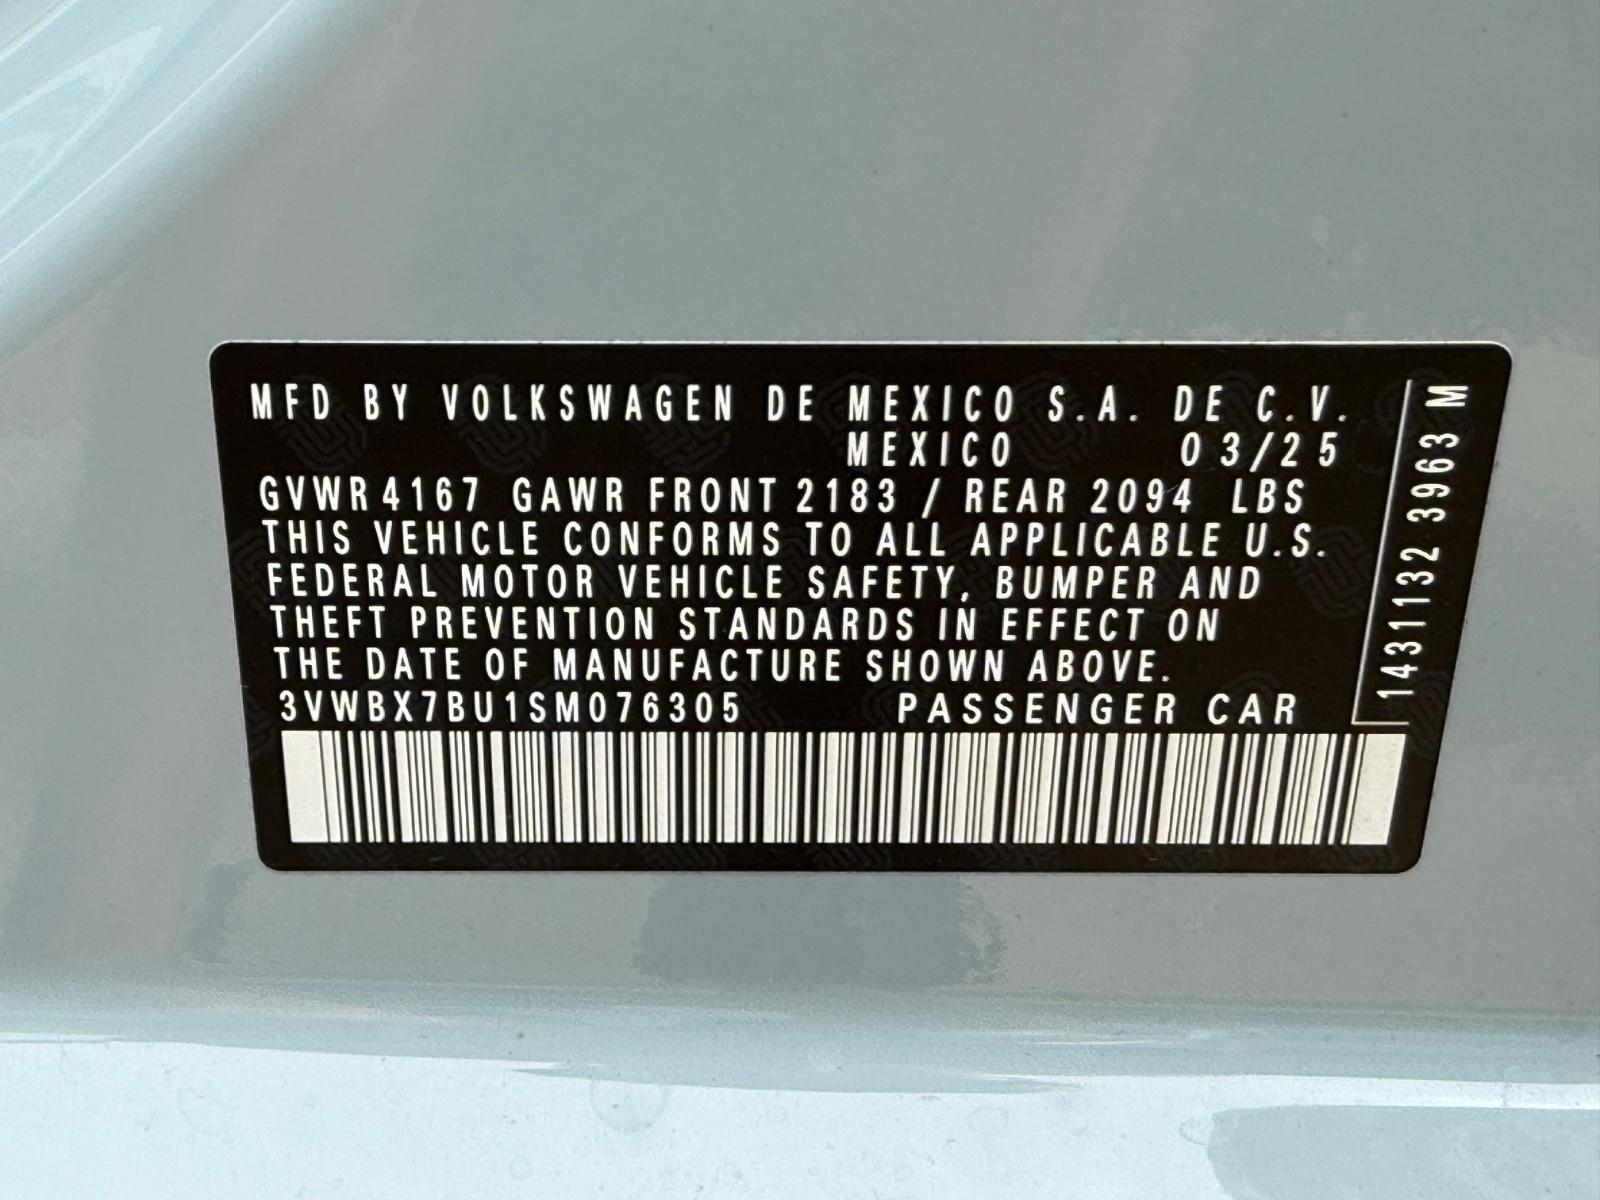 MFD BY VOLKSWAGEN DE MEXICO S.A. DE C.V.
MEXICO 03/25
GVWR 4167 GAWR FRONT 2183 / REAR 2094 LBS
THIS VEHICLE CONFORMS TO ALL APPLICABLE U.S.
FEDERAL MOTOR VEHICLE SAFETY, BUMPER AND
THEFT PREVENTION STANDARDS IN EFFECT ON
THE DATE OF MANUFACTURE SHOWN ABOVE.
3VWBX7BU1SM076305 PASSENGER CAR
1431132 3963 M